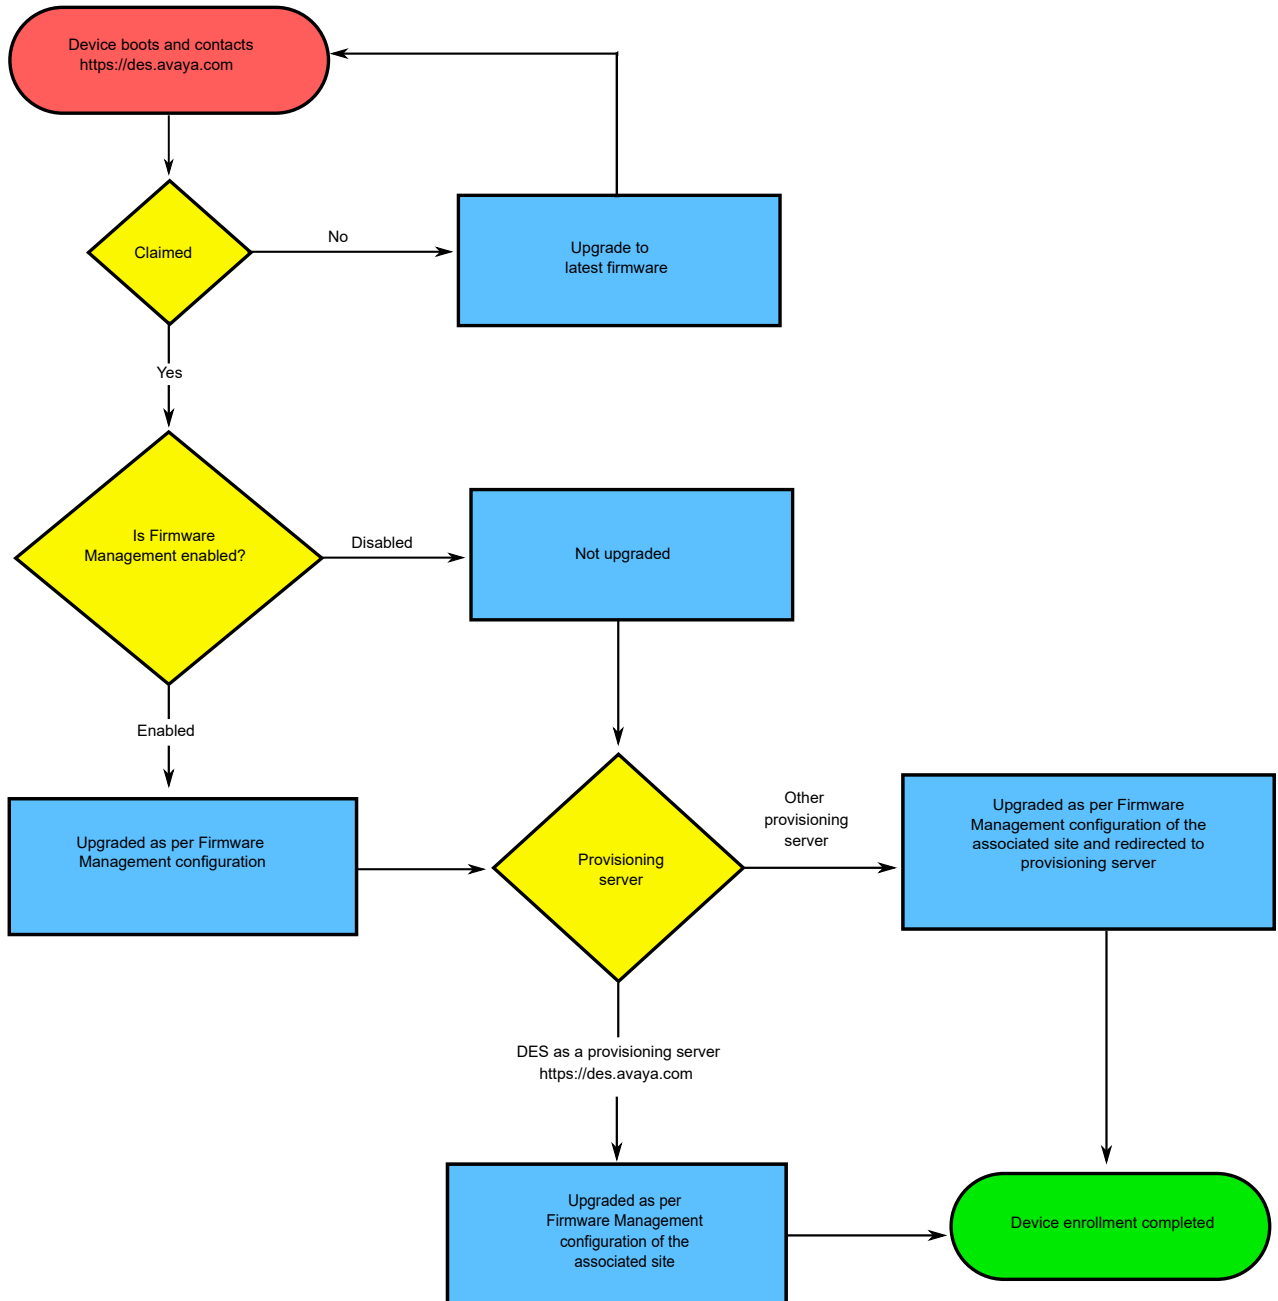 Device boots and contacts
https://des.avaya.com
Claimed
No
Upgrade to
latest firmware
Yes
Is Firmware
Management enabled?
Disabled
Not upgraded
Enabled
Upgraded as per Firmware
Management configuration
Provisioning
server
Other
provisioning
server
Upgraded as per Firmware
Management configuration of the
associated site and redirected to
provisioning server
DES as a provisioning server
https://des.avaya.com
Upgraded as per
Firmware Management
configuration of the
associated site
Device enrollment completed